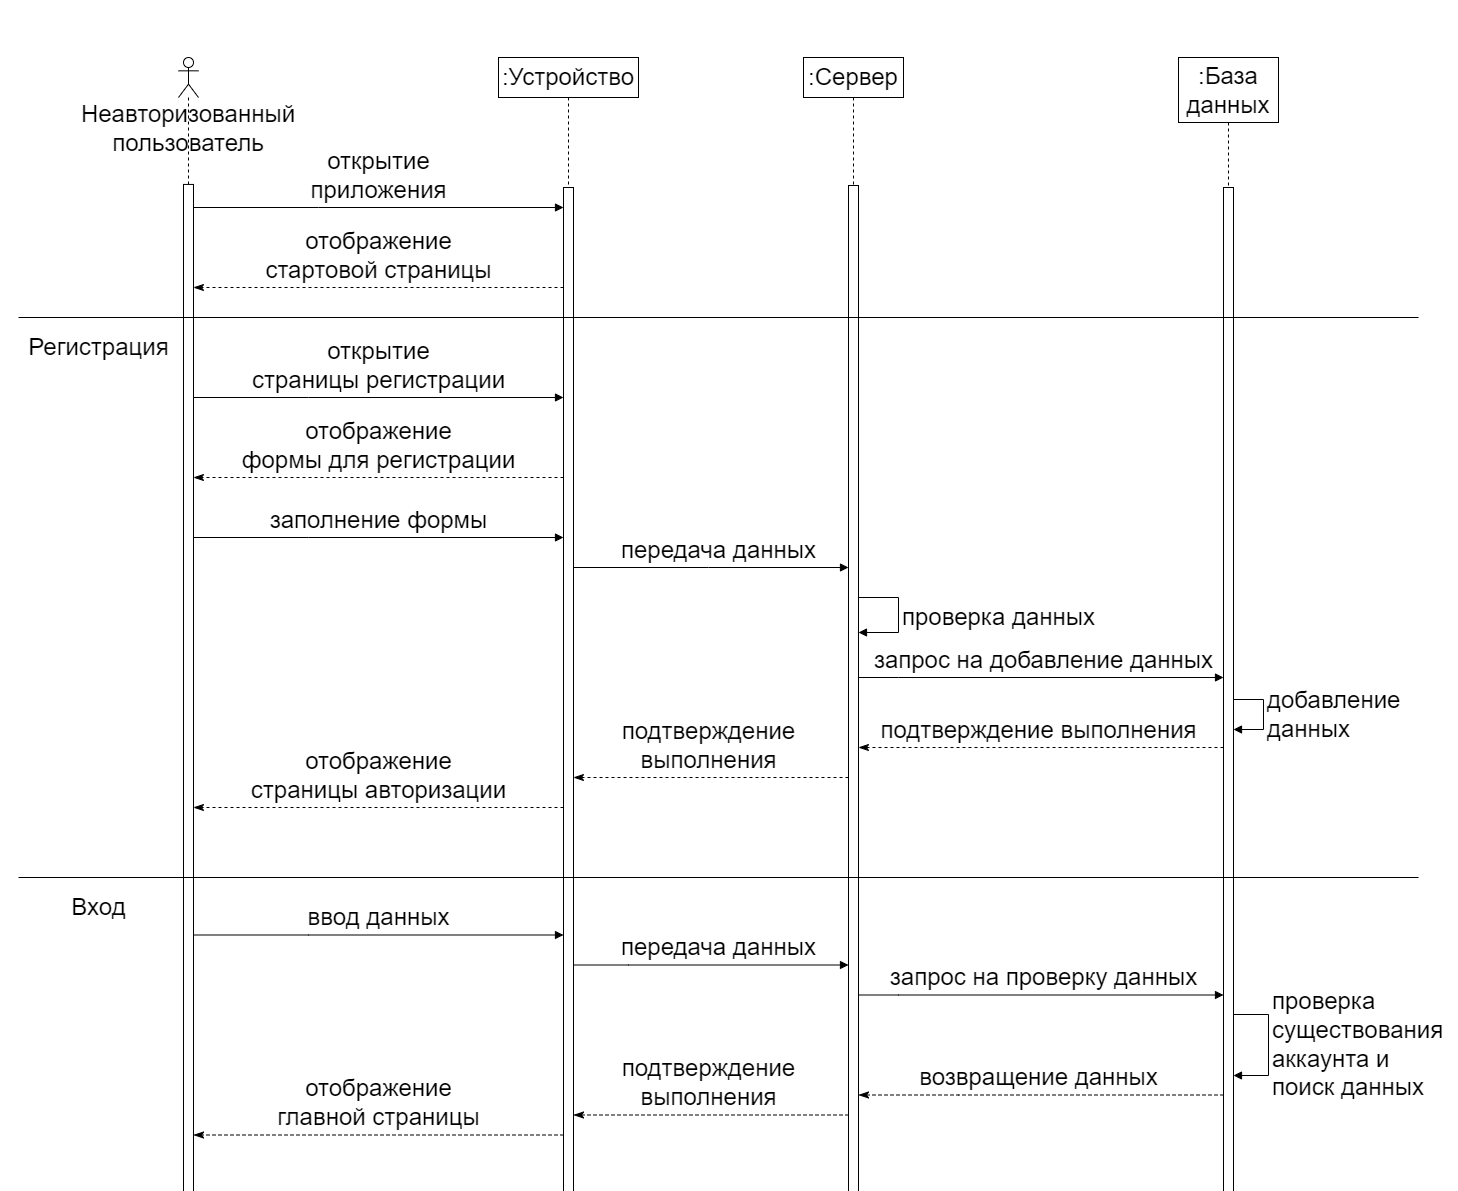 :Устройство
:Сервер
:База
данных
Неавторизованный
пользователь
открытие
приложения
отображение
стартовой страницы
Регистрация
открытие
страницы регистрации
отображение
формы для регистрации
заполнение формы
передача данных
проверка данных
запрос на добавление данных
добавление
данных
подтверждение выполнения
подтверждение
выполнения
отображение
страницы авторизации
Вход
ввод данных
передача данных
запрос на проверку данных
проверка
существования
аккаунта и
поиск данных
возвращение данных
подтверждение
выполнения
отображение
главной страницы